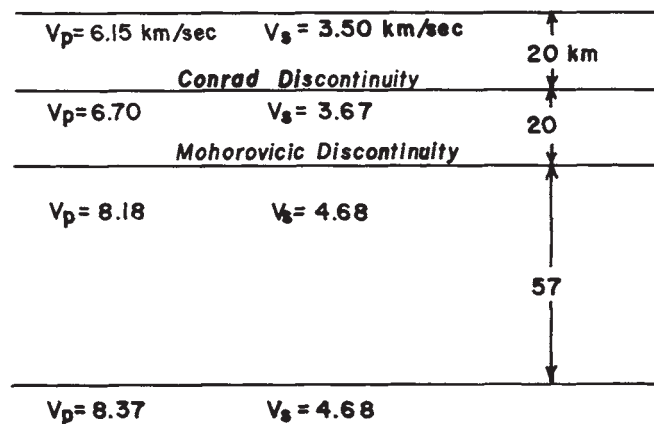 Vp=6.15 km/sec Vs = 3.50 km/sec
20 km
Conrad Discontinuity
Vp=6.70 Vs= 3.67
20
Mohorovicic Discontinuity
Vp= 8.18 Vs= 4.68
57
Vp= 8.37 Vs= 4.68